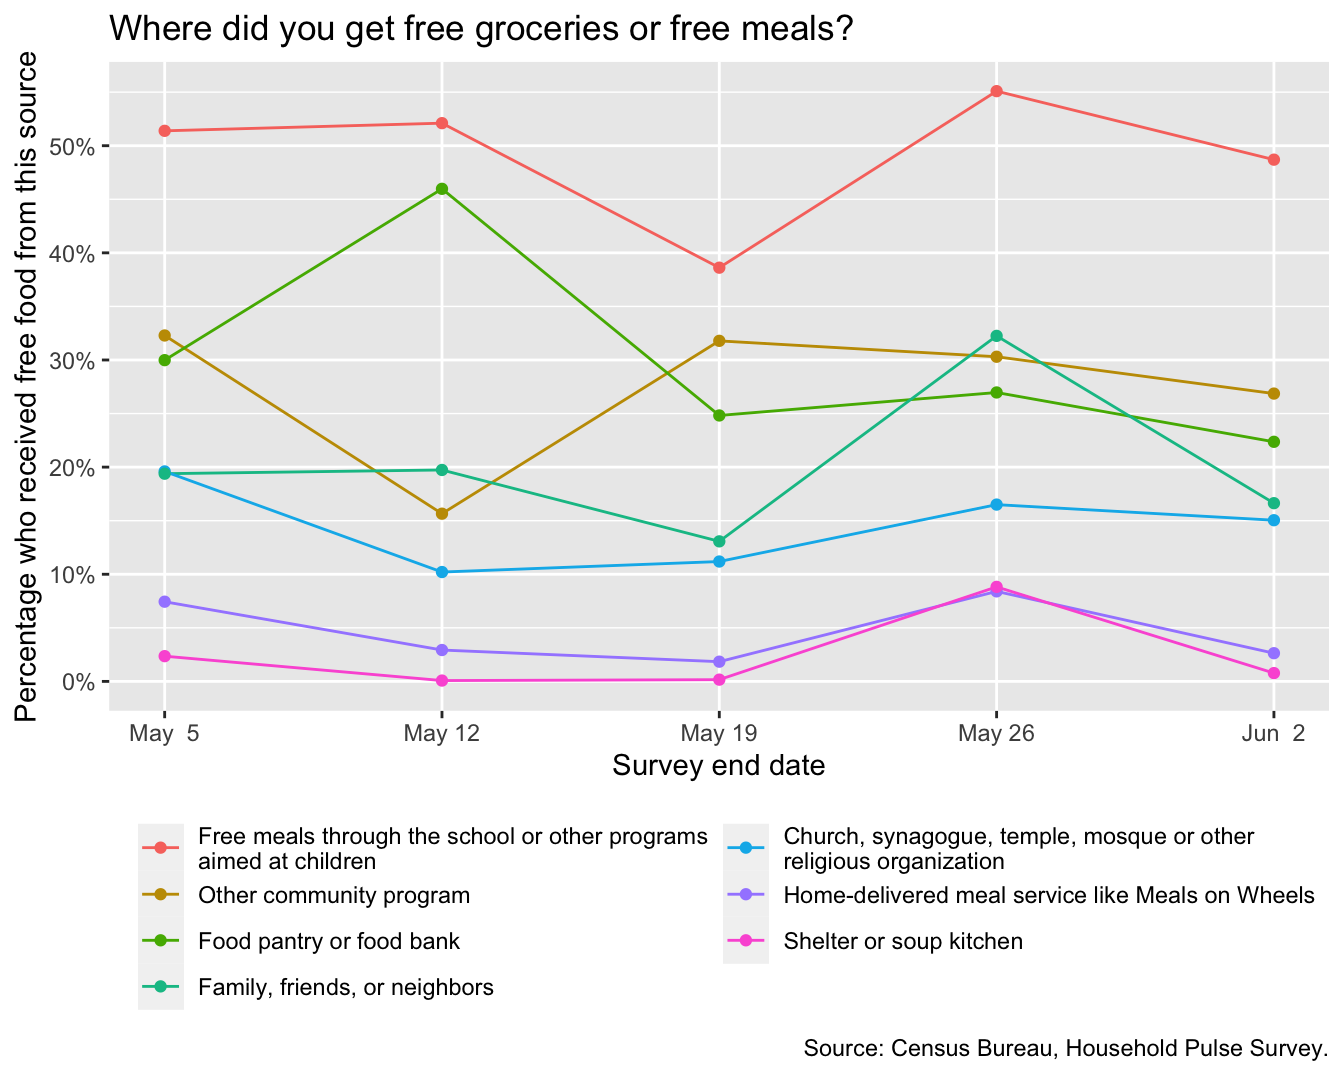 Where did you get free groceries or free meals?
Percentage who received free food from this source
50%
40%
30%
20%
10%
0%
May  5
May 12
May 19
May 26
Jun  2
Survey end date
Free meals through the school or other programs
aimed at children
Other community program
Food pantry or food bank
Family, friends, or neighbors
Church, synagogue, temple, mosque or other
religious organization
Home-delivered meal service like Meals on Wheels
Shelter or soup kitchen
Source: Census Bureau, Household Pulse Survey.